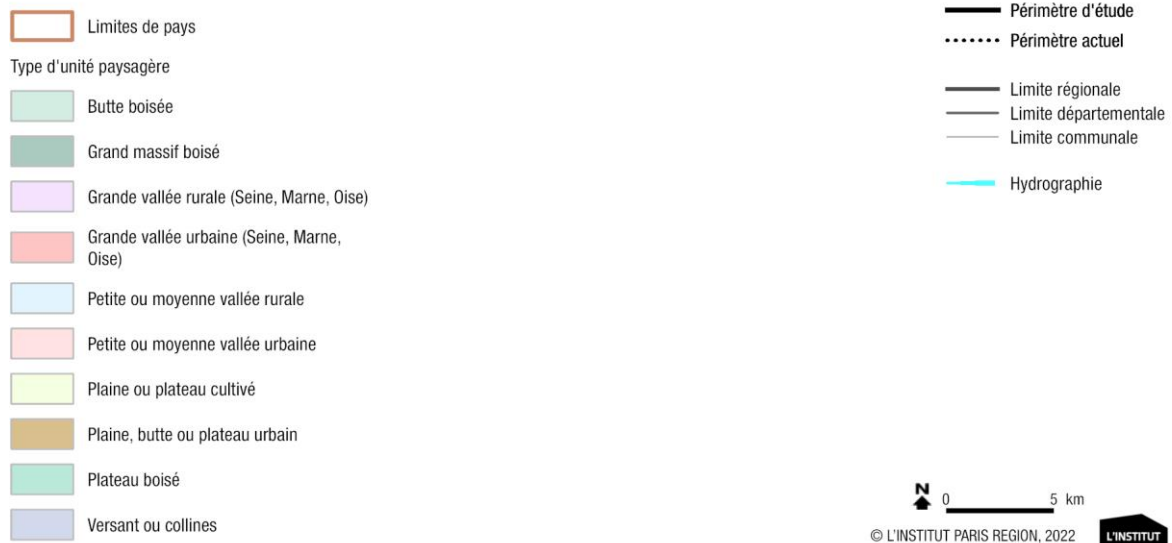 Limites de pays
Type d'unité paysagère
Butte boisée
Grand massif boisé
Grande vallée rurale (Seine, Marne, Oise)
Grande vallée urbaine (Seine, Marne,
Oise)
Petite ou moyenne vallée rurale
Petite ou moyenne vallée urbaine
Plaine ou plateau cultivé
Plaine, butte ou plateau urbain
Plateau boisé
Versant ou collines
Périmètre d'étude
Périmètre actuel
Limite régionale
Limite départementale
Limite communale
Hydrographie
N
0 5 km
© L'INSTITUT PARIS REGION, 2022
L'INSTITUT